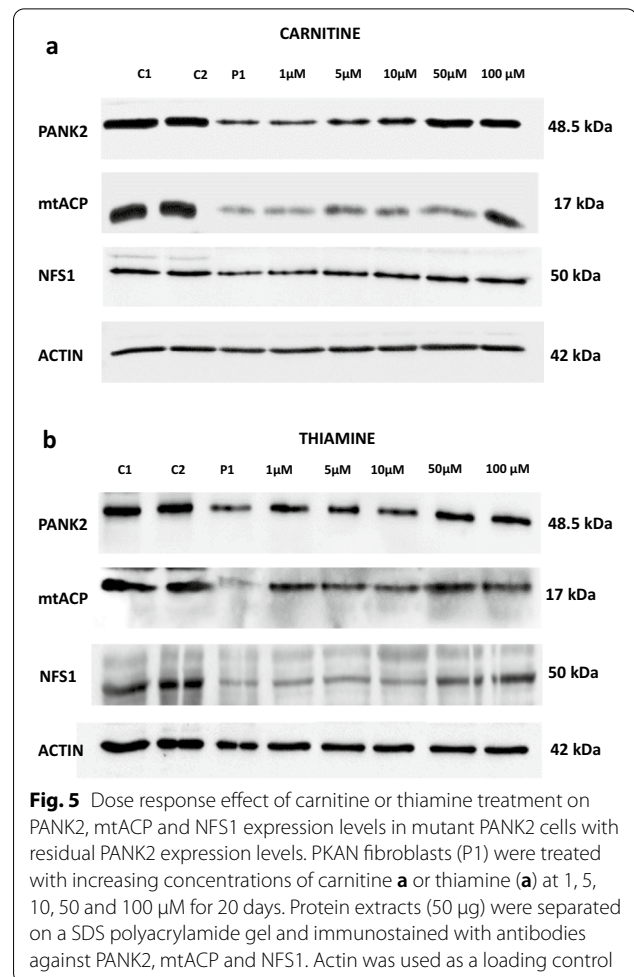 a
CARNITINE
C1 C2 P1 1µM 5µM 10µM 50µM 100 µM
PANK2 48.5 kDa
mtACP 17 kDa
NFS1 50 kDa
ACTIN 42 kDa
b
THIAMINE
C1 C2 P1 1µM 5µM 10µM 50µM 100 µM
PANK2 48.5 kDa
mtACP 17 kDa
NFS1 50 kDa
ACTIN 42 kDa
Fig. 5 Dose response effect of carnitine or thiamine treatment on
PANK2, mtACP and NFS1 expression levels in mutant PANK2 cells with
residual PANK2 expression levels. PKAN fibroblasts (P1) were treated
with increasing concentrations of carnitine a or thiamine (a) at 1, 5,
10, 50 and 100 µM for 20 days. Protein extracts (50 µg) were separated
on a SDS polyacrylamide gel and immunostained with antibodies
against PANK2, mtACP and NFS1. Actin was used as a loading control